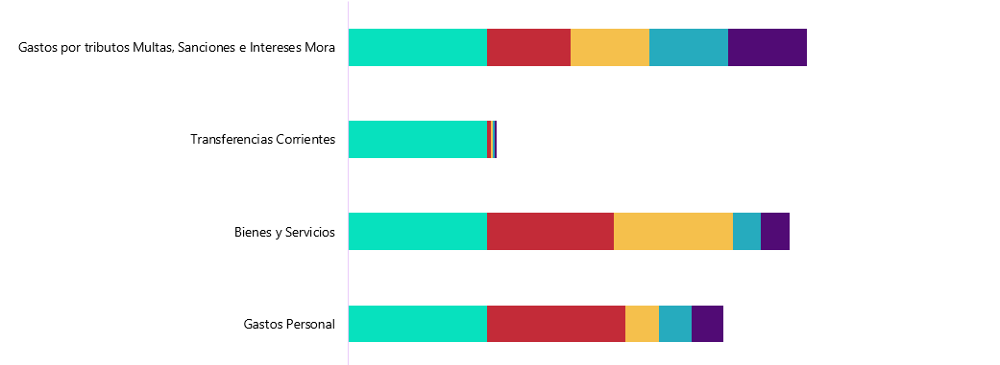 Gastos por tributos Multas, Sanciones e Intereses Mora
Transferencias Corrientes
Bienes y Servicios
Gastos Personal